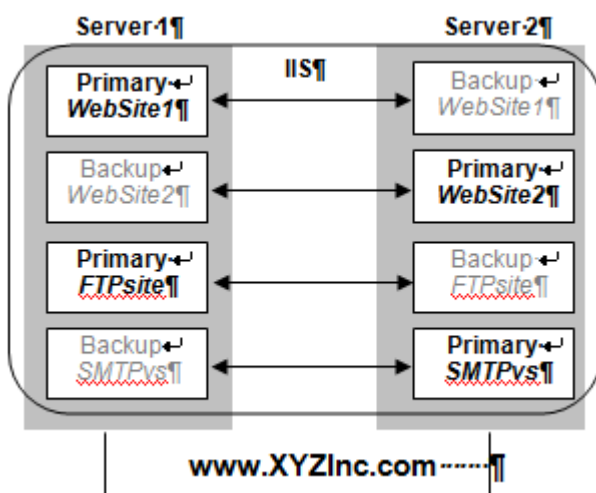 Server·1¶
Server·2¶
IIS¶
Primary·↵
WebSite1¶
Backup·↵
WebSite1¶
Backup↵
WebSite2¶
Primary·↵
WebSite2¶
Primary·↵
FTPsite¶
Backup·↵
FTPsite¶
Backup↵
SMTPvs¶
Primary·↵
SMTPvs¶
www.XYZInc.com······¶